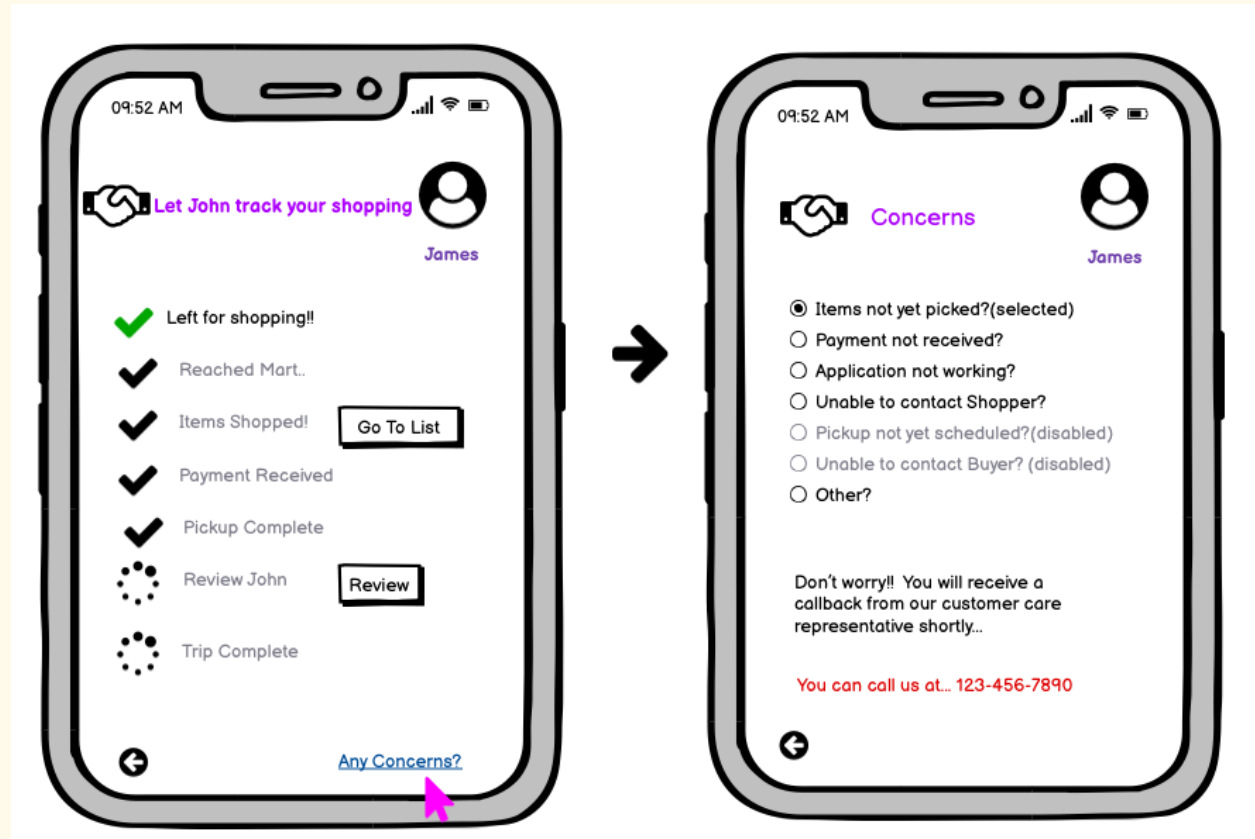 09:52 AM
Let John track your shopping
James
Left for shopping!!
Reached Mart..
Items Shopped!
Go To List
Payment Received
Pickup Complete
Review John
Review
Trip Complete
Any Concerns?
09:52 AM
Concerns
James
Items not yet picked?(selected)
Payment not received?
Application not working?
Unable to contact Shopper?
Pickup not yet scheduled?(disabled)
Unable to contact Buyer? (disabled)
Other?
Don't worry!! You will receive a
callback from our customer care
representative shortly...
You can call us at... 123-456-7890